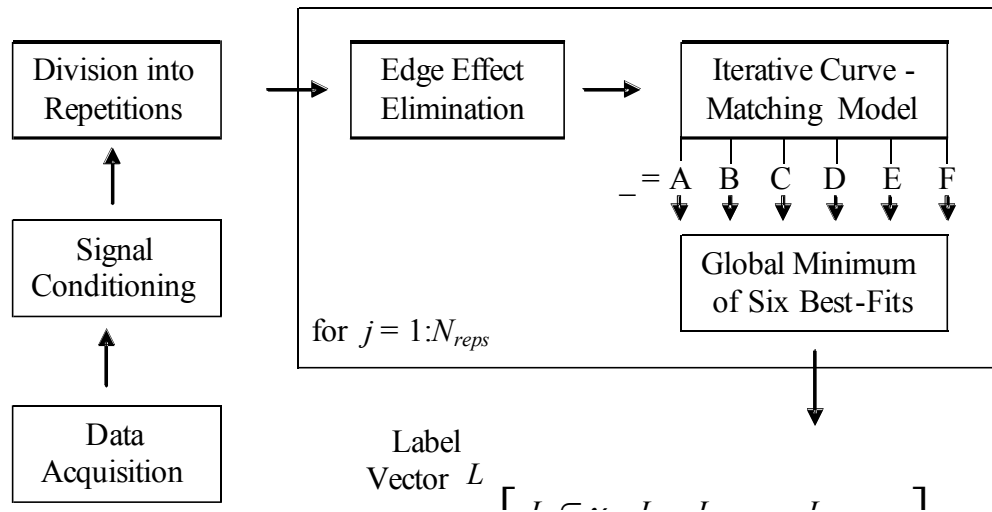 Division into
Repetitions
Edge Effect
Elimination
Iterative Curve -
Matching Model
_ = A B C D E F
Signal
Conditioning
Global Minimum
of Six Best-Fits
for j = 1:Nreps
Data
Acquisition
Label
Vector L